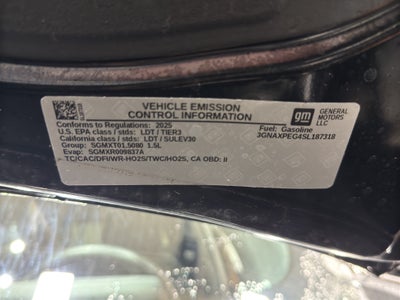 VEHICLE EMISSION
CONTROL INFORMATION
Conforms to Regulations: 2025
U.S. EPA class / stds: LDT / TIER3
California class / stds: LDT / SULEV30
Group: SGMXT01.5080 1.5L
Evap: SGMXR009837A
TC/CAC/DFI/WR-HO2S/TWC/HO2S, CA OBD: II
gm
GENERAL
MOTORS
LLC
Fuel: Gasoline
3GNAXPEG4SL187318